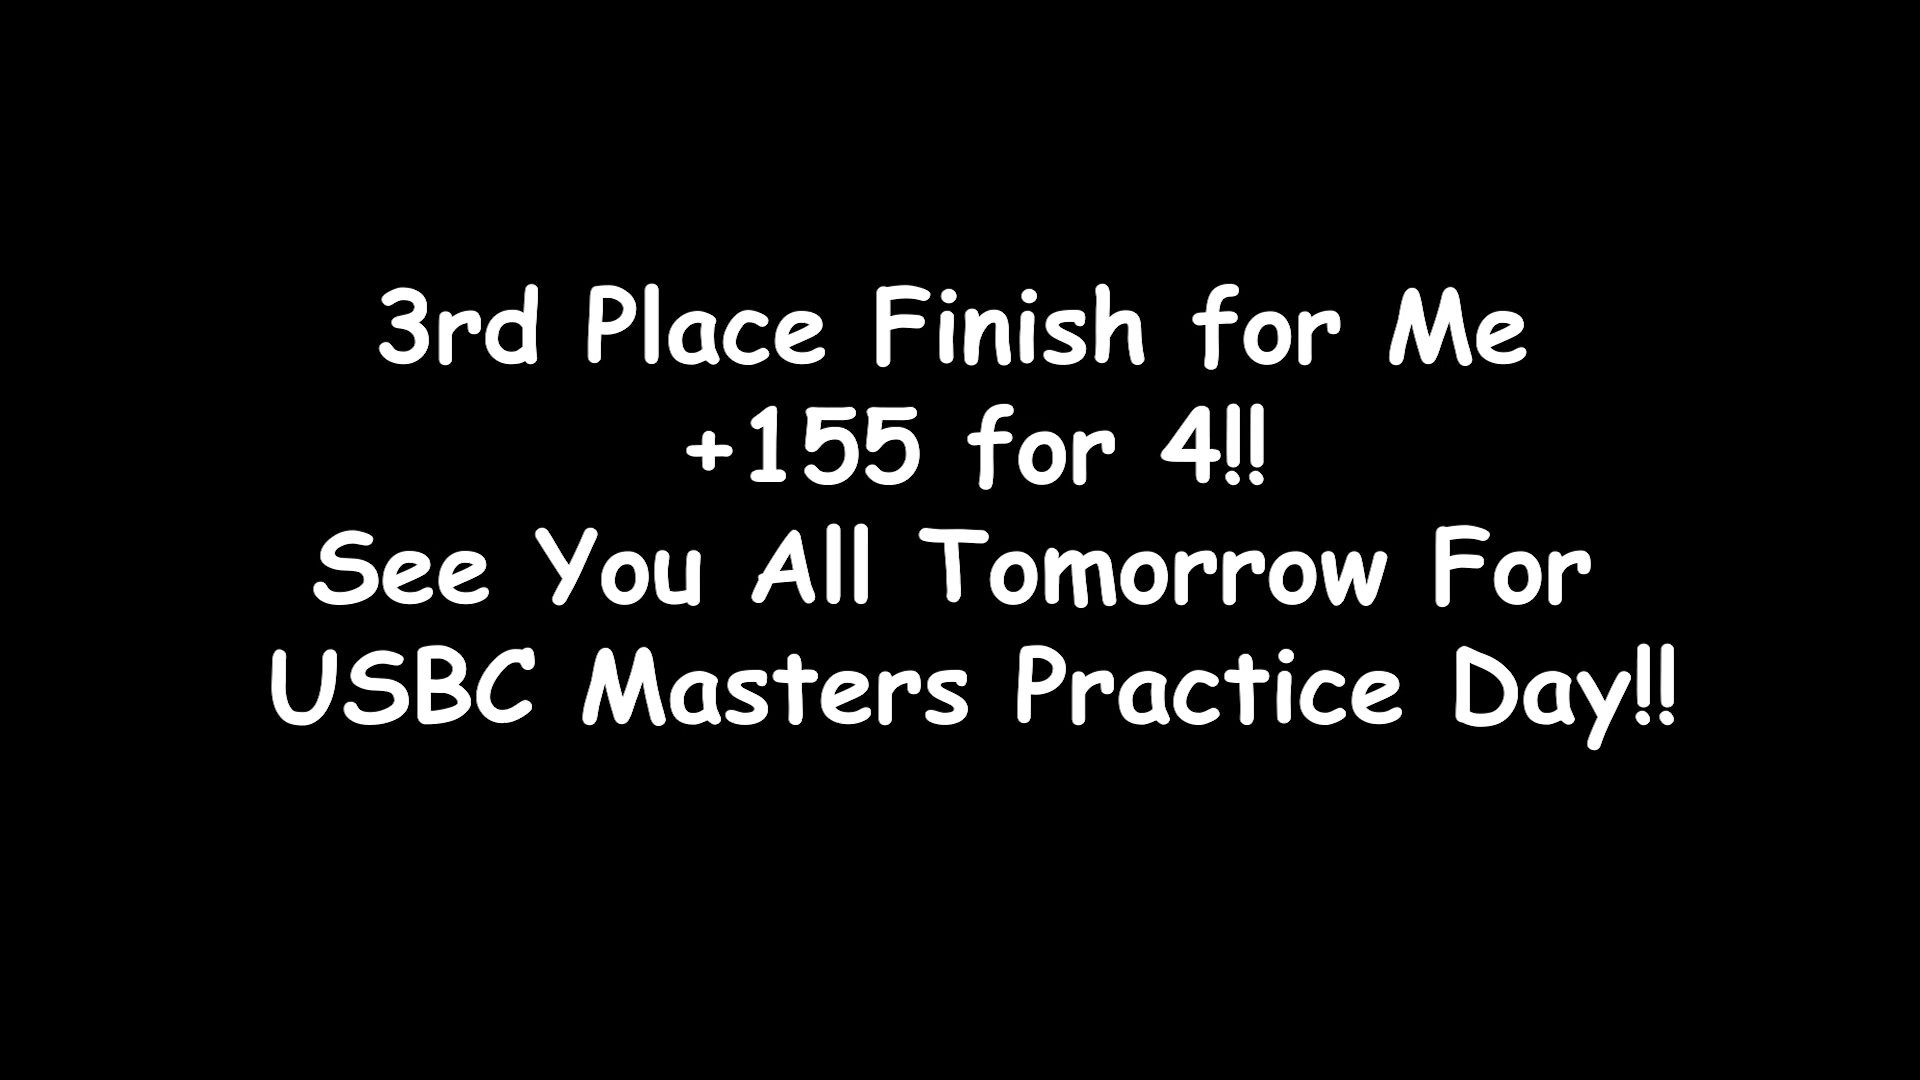 3rd Place Finish for Me
+155 for 4!!
See You All Tomorrow For
USBC Masters Practice Day!!